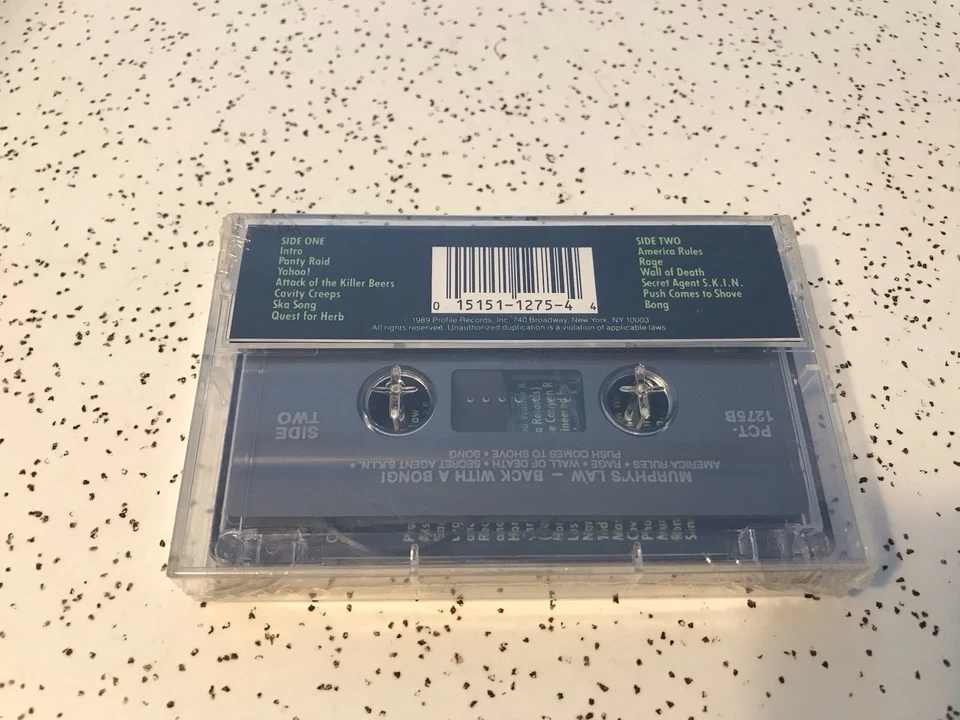 SIDE ONE
Intro
Panty Raid
Yahoo!
Attack of the Killer Beers
Cavity Creeps
Ska Song
Quest for Herb
0 15151-1275-4 4
SIDE TWO
America Rules
Rage
Wall of Death
Secret Agent S.K.I.N.
Push Comes to Shove
Bong
1989 Profile Records, Inc. 740 Broadway, New York, NY 10003
All rights reserved. Unauthorized duplication is a violation of applicable laws
MURPHY'S LAW — BACK WITH A BONG!
AMERICA RULES • RAGE • WALL OF DEATH • SECRET AGENT S.K.I.N. •
PUSH COMES TO SHOVE • BONG
SIDE
TWO
PCT-
1275B